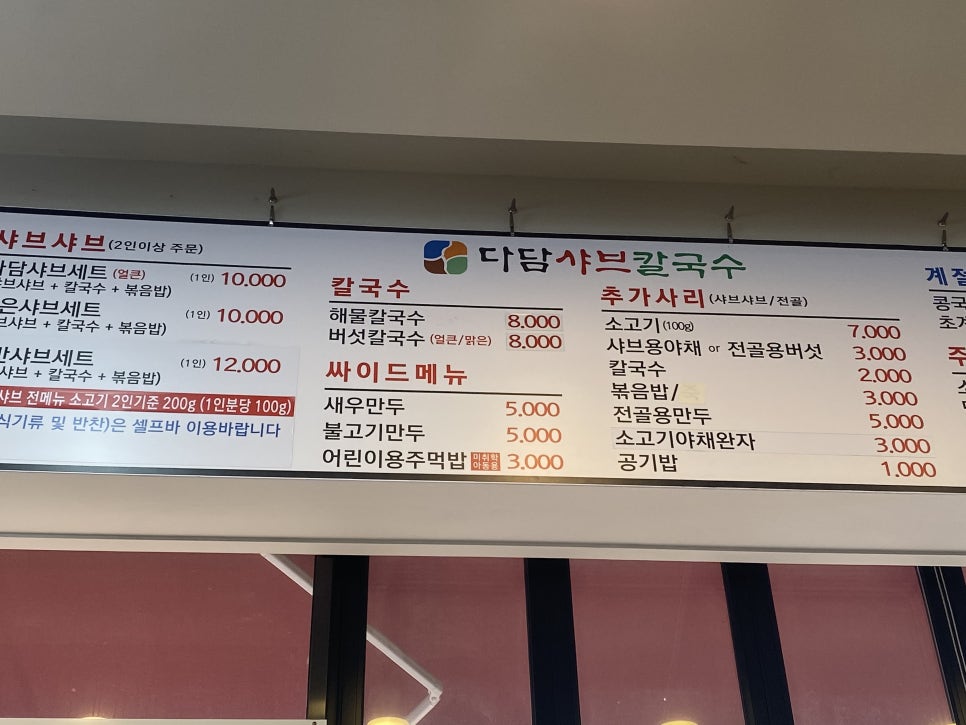 다담샤브칼국수
샤브샤브 (2인이상 주문)
다담샤브세트 (얼큰) (1인) 10.000
샤브 + 칼국수 + 볶음밥)
샤브세트 (1인) 10.000
샤브 + 칼국수 + 볶음밥)
샤브세트 (1인) 12.000
샤브 + 칼국수 + 볶음밥)
샤브 전메뉴 소고기 2인기준 200g (1인분당 100g)
식기류 및 반찬)은 셀프바 이용바랍니다
칼국수
해물칼국수 8.000
버섯칼국수 (얼큰/맑은) 8.000
싸이드메뉴
새우만두 5.000
불고기만두 5.000
어린이용주먹밥 미취학 아동용 3.000
추가사리 (샤브샤브/전골)
소고기 (100g) 7.000
샤브용야채 or 전골용버섯 3.000
칼국수 2.000
볶음밥/ 3.000
전골용만두 5.000
소고기야채완자 3.000
공기밥 1.000